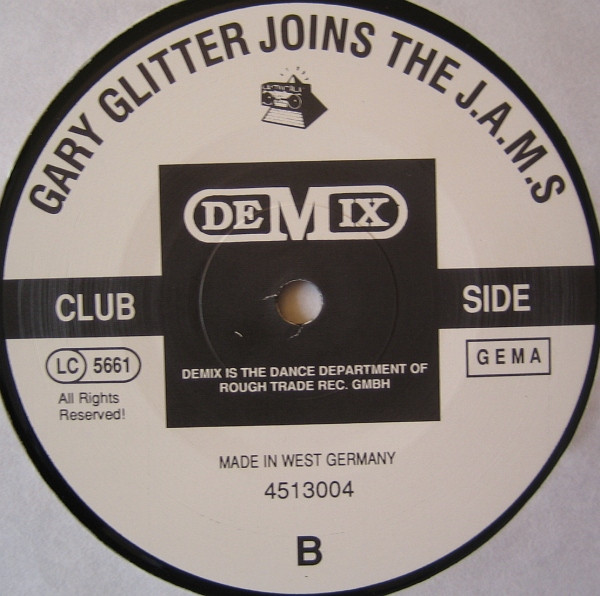 GARY GLITTER JOINS THE J.A.M.S
DEMIX
CLUB SIDE
LC 5661
GEMA
DEMIX IS THE DANCE DEPARTMENT OF
ROUGH TRADE REC. GMBH
All Rights
Reserved!
MADE IN WEST GERMANY
4513004
B